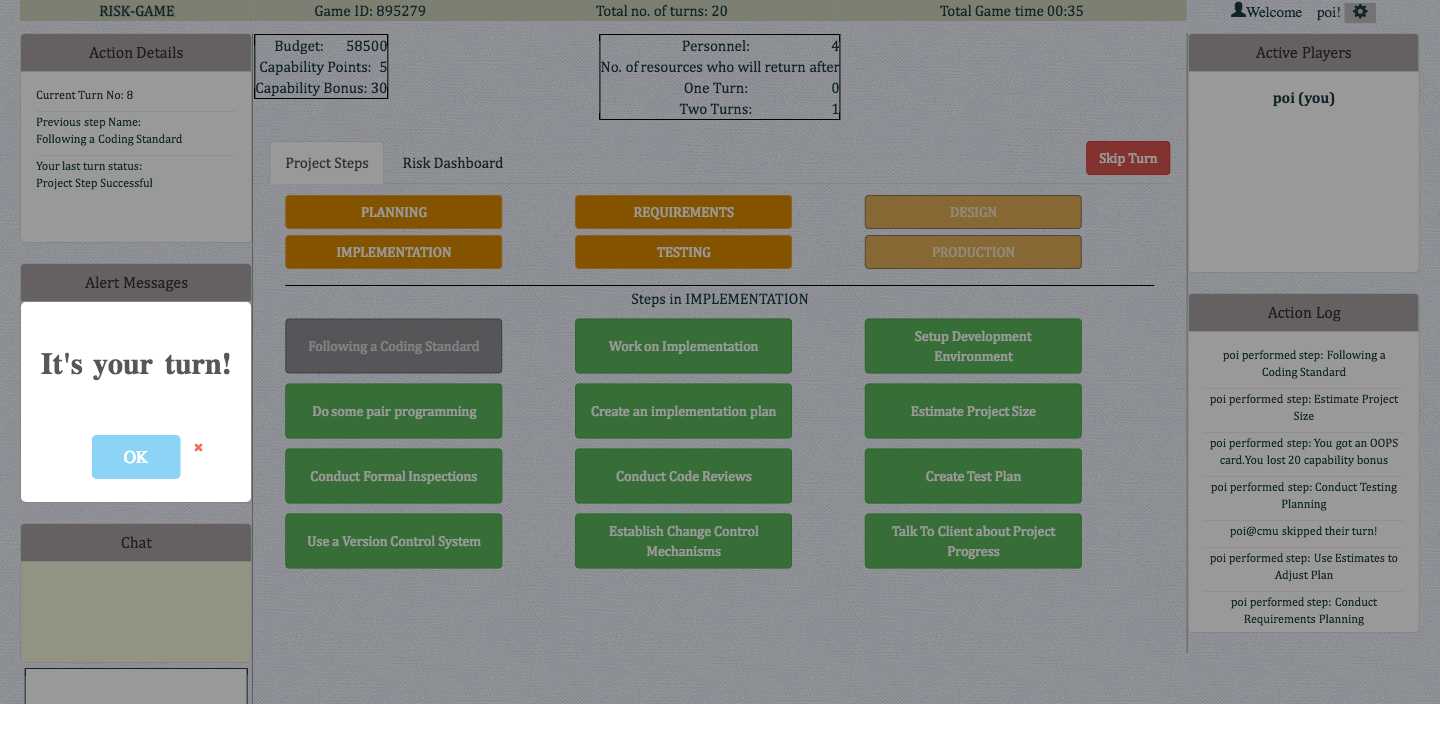 RISK-GAME
Game ID: 895279
Total no. of turns: 20
Total Game time 00:35
Welcome poi!
Action Details
Current Turn No: 8
Previous step Name:
Following a Coding Standard
Your last turn status:
Project Step Successful
Alert Messages
It's your turn!
OK
Chat
Budget: 58500
Capability Points: 5
Capability Bonus: 30
Personnel: 4
No. of resources who will return after
One Turn: 0
Two Turns: 1
Project Steps
Risk Dashboard
Skip Turn
PLANNING
REQUIREMENTS
DESIGN
IMPLEMENTATION
TESTING
PRODUCTION
Steps in IMPLEMENTATION
Following a Coding Standard
Work on Implementation
Setup Development
Environment
Do some pair programming
Create an implementation plan
Estimate Project Size
Conduct Formal Inspections
Conduct Code Reviews
Create Test Plan
Use a Version Control System
Establish Change Control
Mechanisms
Talk To Client about Project
Progress
Active Players
poi (you)
Action Log
poi performed step: Following a
Coding Standard
poi performed step: Estimate Project
Size
poi performed step: You got an OOPS
card.You lost 20 capability bonus
poi performed step: Conduct Testing
Planning
poi@cmu skipped their turn!
poi performed step: Use Estimates to
Adjust Plan
poi performed step: Conduct
Requirements Planning